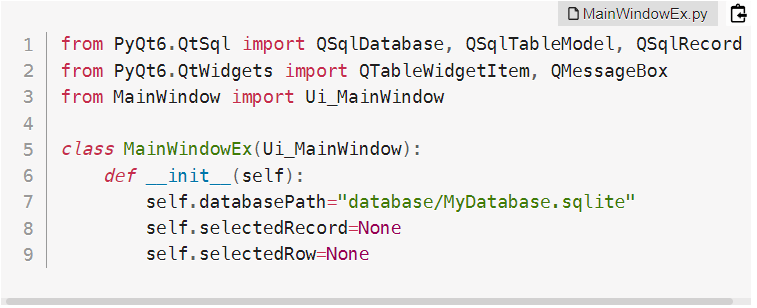 MainWindowEx.py
1 from PyQt6.QtSql import QSqlDatabase, QSqlTableModel, QSqlRecord
2 from PyQt6.QtWidgets import QTableWidgetItem, QMessageBox
3 from MainWindow import Ui_MainWindow
4
5 class MainWindowEx(Ui_MainWindow):
6     def __init__(self):
7         self.databasePath="database/MyDatabase.sqlite"
8         self.selectedRecord=None
9         self.selectedRow=None